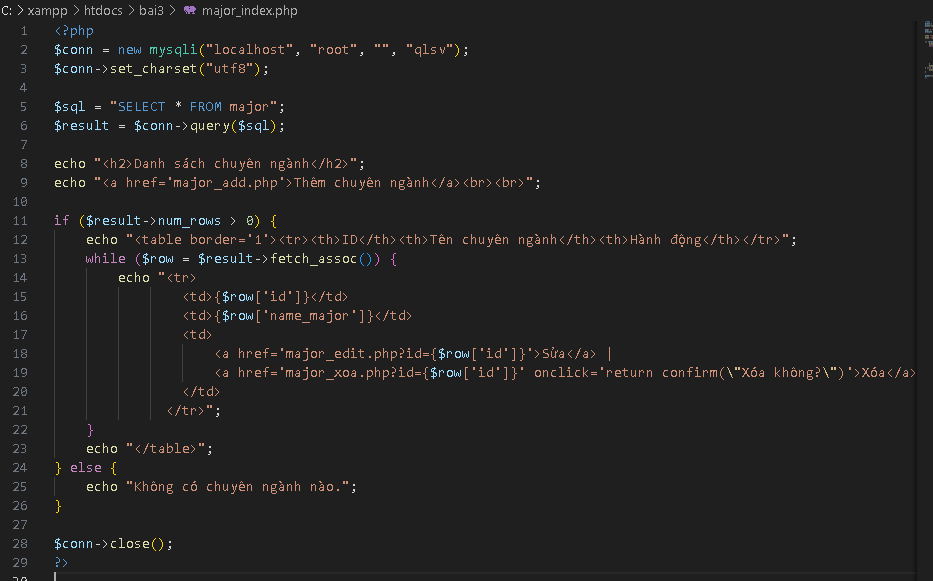 C: > xampp > htdocs > bai3 > major_index.php
1 <?php
2 $conn = new mysqli("localhost", "root", "", "qlsv");
3 $conn->set_charset("utf8");
4
5 $sql = "SELECT * FROM major";
6 $result = $conn->query($sql);
7
8 echo "<h2>Danh sách chuyên ngành</h2>";
9 echo "<a href='major_add.php'>Thêm chuyên ngành</a><br><br>";
10
11 if ($result->num_rows > 0) {
12 echo "<table border='1'><tr><th>ID</th><th>Tên chuyên ngành</th><th>Hành động</th></tr>";
13 while ($row = $result->fetch_assoc()) {
14 echo "<tr>
15 <td>{$row['id']}</td>
16 <td>{$row['name_major']}</td>
17 <td>
18 <a href='major_edit.php?id={$row['id']}'>Sửa</a> |
19 <a href='major_xoa.php?id={$row['id']}' onclick='return confirm(\"Xóa không?\")'>Xóa</a>
20 </td>
21 </tr>";
22 }
23 echo "</table>";
24 } else {
25 echo "Không có chuyên ngành nào.";
26 }
27
28 $conn->close();
29 ?>
30